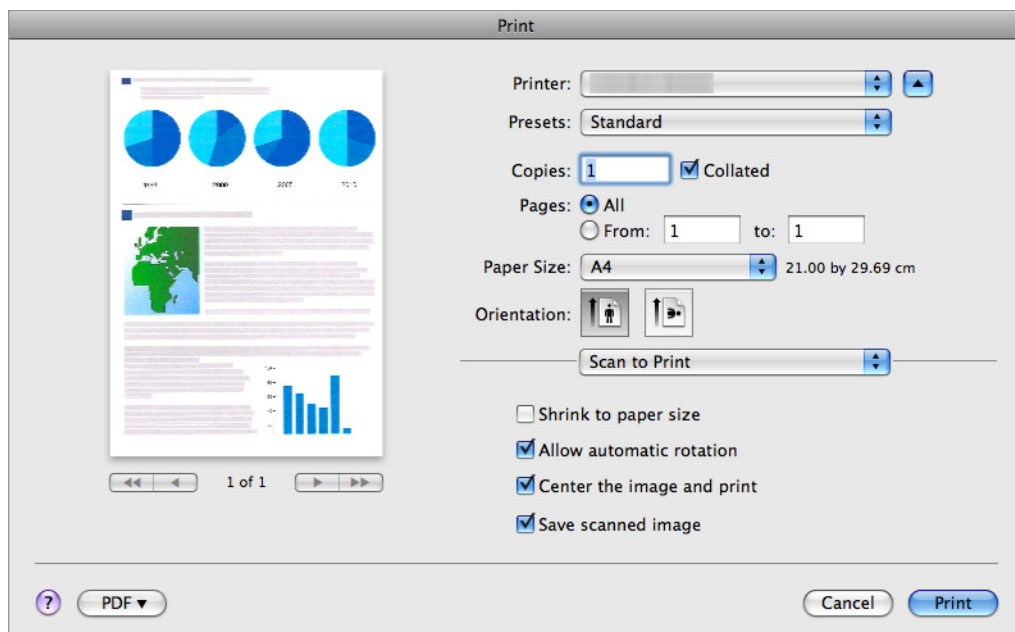 Print
Printer:
Presets: Standard
Copies: 1 Collated
Pages: All
From: 1 to: 1
Paper Size: A4 21.00 by 29.69 cm
Orientation:
Scan to Print
Shrink to paper size
Allow automatic rotation
Center the image and print
Save scanned image
1 of 1
? PDF ▼ Cancel Print